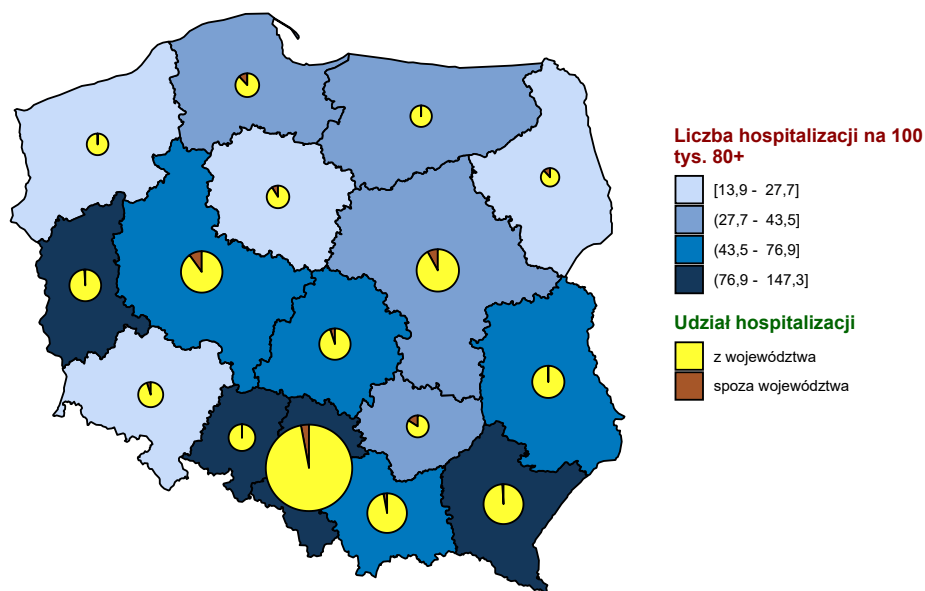 Liczba hospitalizacji na 100
tys. 80+
[13,9 - 27,7]
(27,7 - 43,5]
(43,5 - 76,9]
(76,9 - 147,3]
Udział hospitalizacji
z województwa
spoza województwa